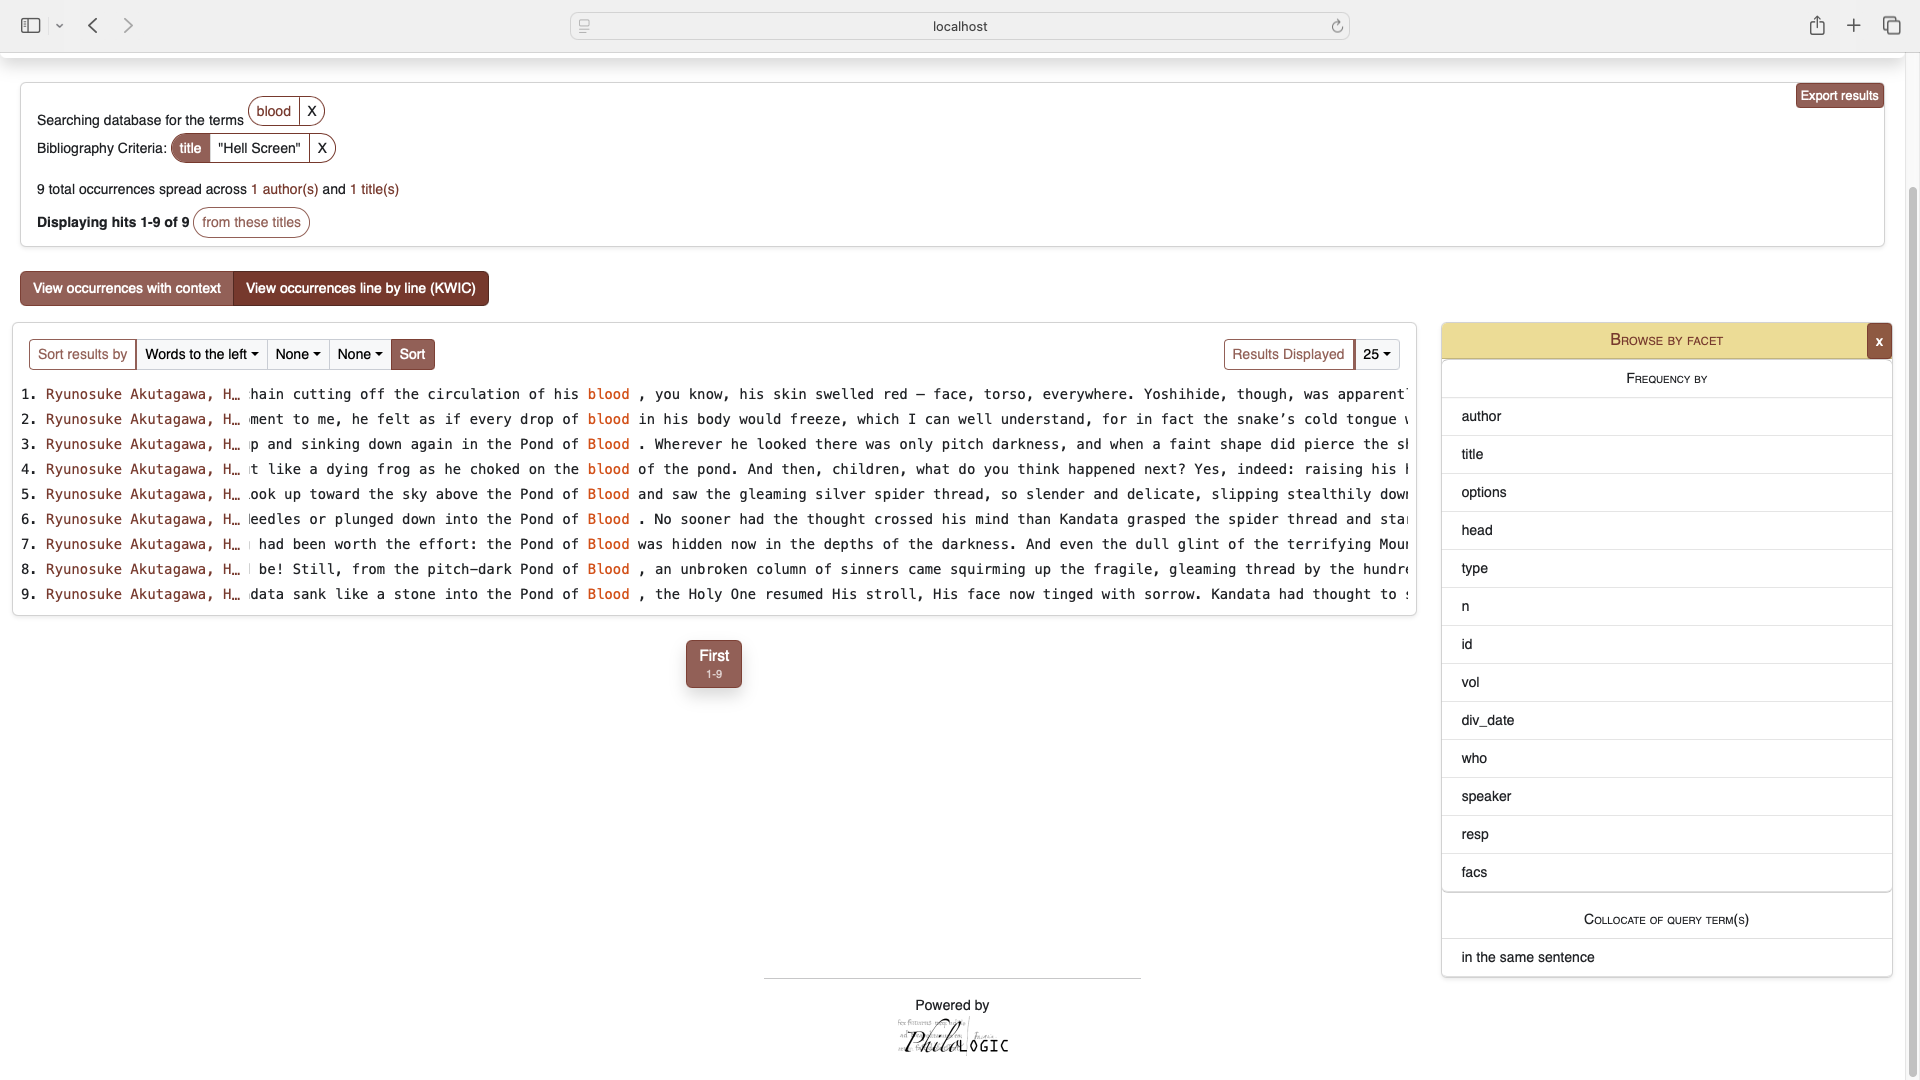 localhost
Export results
Searching database for the terms blood X
Bibliography Criteria: title "Hell Screen" X
9 total occurrences spread across 1 author(s) and 1 title(s)
Displaying hits 1-9 of 9 from these titles
View occurrences with context View occurrences line by line (KWIC)
Sort results by Words to the left None None Sort Results Displayed 25
1. Ryunosuke Akutagawa, H… hain cutting off the circulation of his blood , you know, his skin swelled red — face, torso, everywhere. Yoshihide, though, was apparentl
2. Ryunosuke Akutagawa, H… ment to me, he felt as if every drop of blood in his body would freeze, which I can well understand, for in fact the snake’s cold tongue
3. Ryunosuke Akutagawa, H… p and sinking down again in the Pond of Blood . Wherever he looked there was only pitch darkness, and when a faint shape did pierce the
4. Ryunosuke Akutagawa, H… t like a dying frog as he choked on the blood of the pond. And then, children, what do you think happened next? Yes, indeed: raising his
5. Ryunosuke Akutagawa, H… ook up toward the sky above the Pond of Blood and saw the gleaming silver spider thread, so slender and delicate, slipping stealthily down
6. Ryunosuke Akutagawa, H… eedles or plunged down into the Pond of Blood . No sooner had the thought crossed his mind than Kandata grasped the spider thread and star
7. Ryunosuke Akutagawa, H… had been worth the effort: the Pond of Blood was hidden now in the depths of the darkness. And even the dull glint of the terrifying Moun
8. Ryunosuke Akutagawa, H… be! Still, from the pitch-dark Pond of Blood , an unbroken column of sinners came squirming up the fragile, gleaming thread by the hundre
9. Ryunosuke Akutagawa, H… data sank like a stone into the Pond of Blood , the Holy One resumed His stroll, His face now tinged with sorrow. Kandata had thought to
First
1-9
Browse by facet x
Frequency by
author
title
options
head
type
n
id
vol
div_date
who
speaker
resp
facs
Collocate of query term(s)
in the same sentence
Powered by
PhiloLOGIC